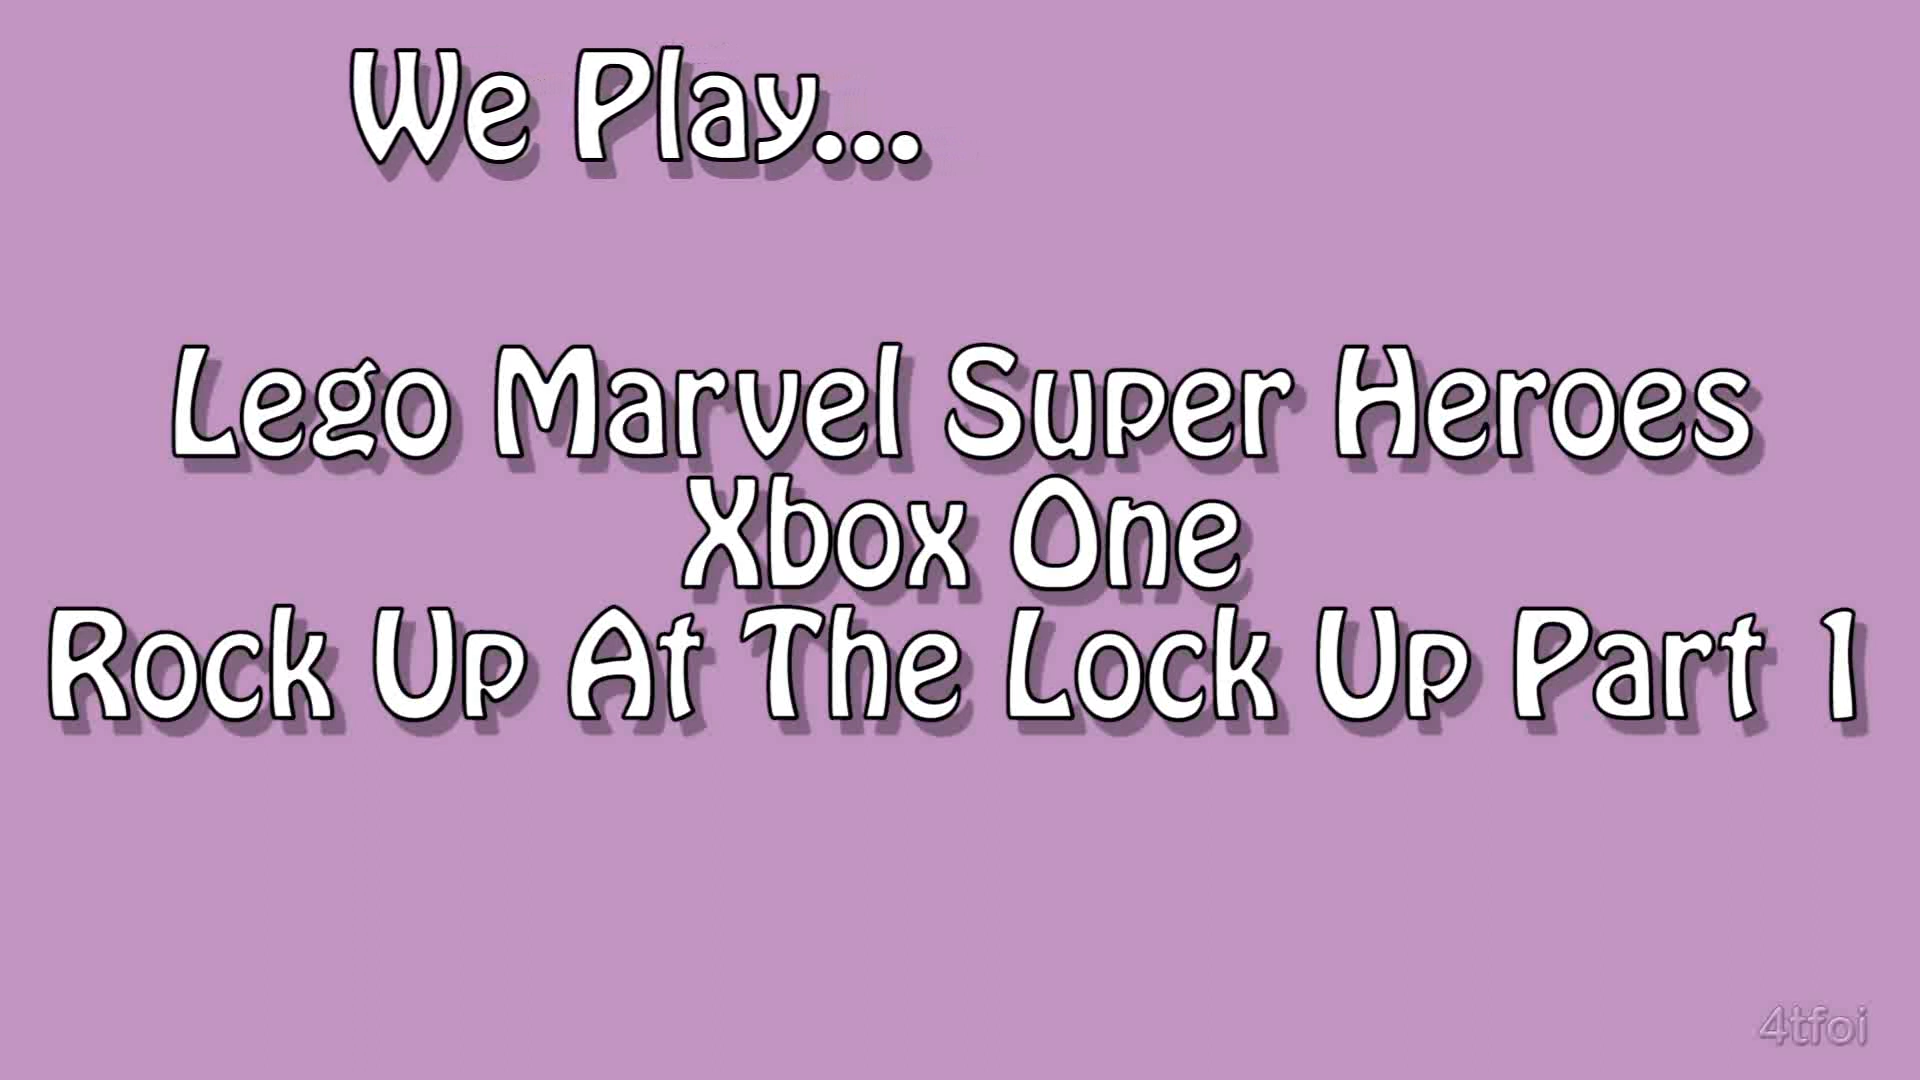 We Play...
Lego Marvel Super Heroes
Xbox One
Rock Up At The Lock Up Part 1
4tfoi